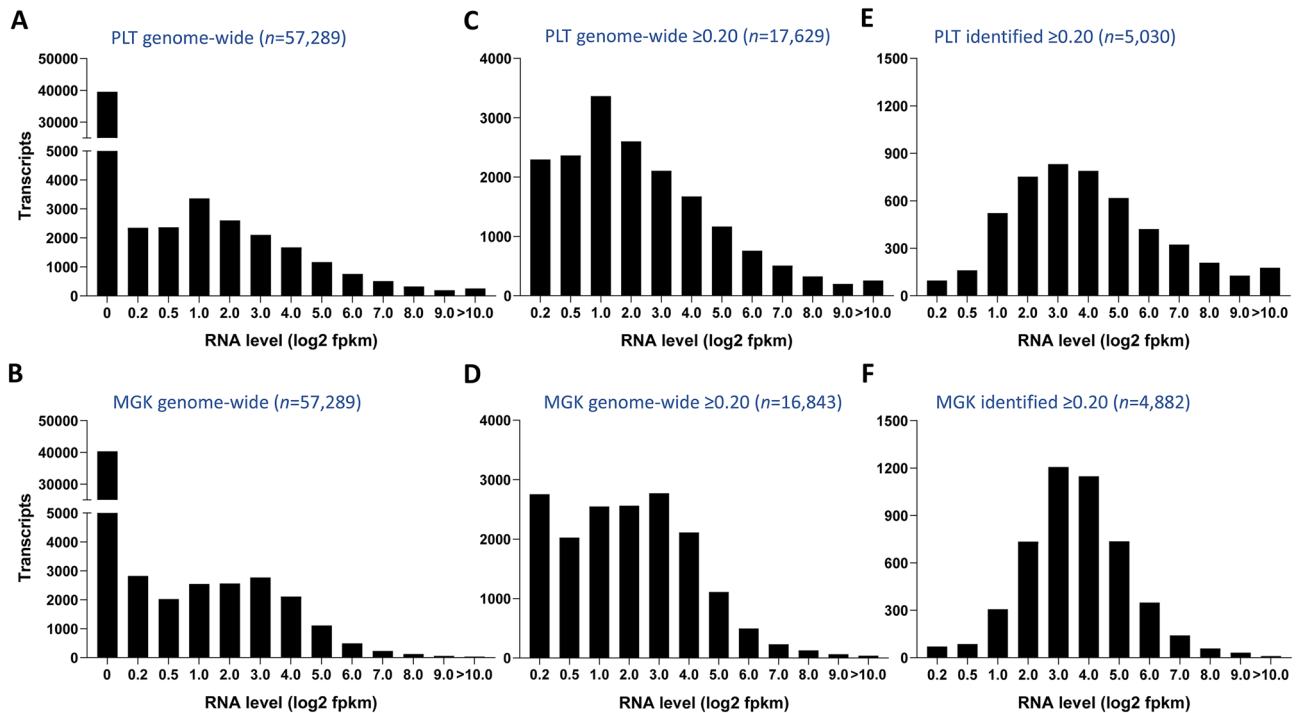 A
PLT genome-wide (n=57,289)
Transcripts
50000
40000
30000
5000
4000
3000
2000
1000
0
0 0.2 0.5 1.0 2.0 3.0 4.0 5.0 6.0 7.0 8.0 9.0 >10.0
RNA level (log2 fpkm)
C
PLT genome-wide ≥0.20 (n=17,629)
4000
3000
2000
1000
0
0.2 0.5 1.0 2.0 3.0 4.0 5.0 6.0 7.0 8.0 9.0 >10.0
RNA level (log2 fpkm)
E
PLT identified ≥0.20 (n=5,030)
1500
1200
900
600
300
0
0.2 0.5 1.0 2.0 3.0 4.0 5.0 6.0 7.0 8.0 9.0 >10.0
RNA level (log2 fpkm)
B
MGK genome-wide (n=57,289)
Transcripts
50000
40000
30000
5000
4000
3000
2000
1000
0
0 0.2 0.5 1.0 2.0 3.0 4.0 5.0 6.0 7.0 8.0 9.0 >10.0
RNA level (log2 fpkm)
D
MGK genome-wide ≥0.20 (n=16,843)
4000
3000
2000
1000
0
0.2 0.5 1.0 2.0 3.0 4.0 5.0 6.0 7.0 8.0 9.0 >10.0
RNA level (log2 fpkm)
F
MGK identified ≥0.20 (n=4,882)
1500
1200
900
600
300
0
0.2 0.5 1.0 2.0 3.0 4.0 5.0 6.0 7.0 8.0 9.0 >10.0
RNA level (log2 fpkm)